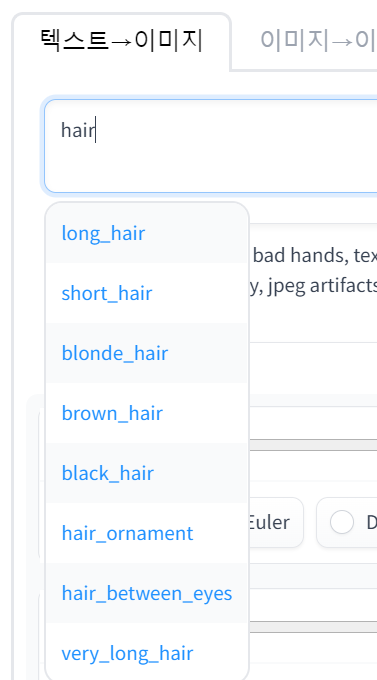 텍스트→이미지 이미지→이
hair
long_hair
bad hands, tex
short_hair
y, jpeg artifacts
blonde_hair
brown_hair
black_hair
Euler D
hair_ornament
hair_between_eyes
very_long_hair